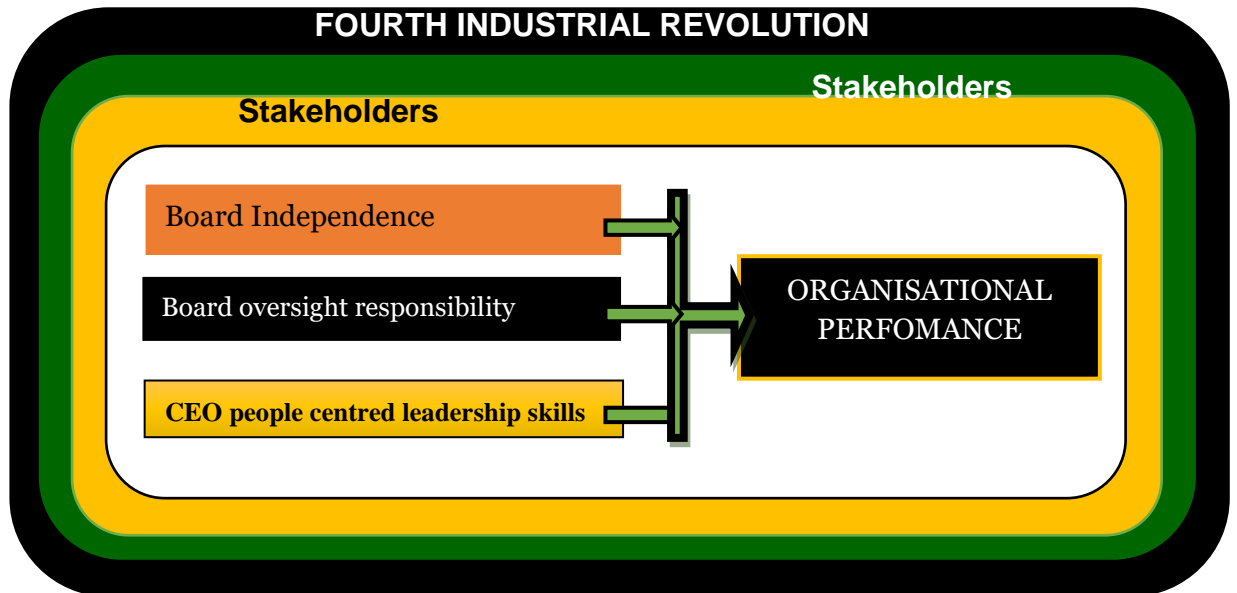 FOURTH INDUSTRIAL REVOLUTION
Stakeholders
Stakeholders
Board Independence
Board oversight responsibility
CEO people centred leadership skills
ORGANISATIONAL
PERFOMANCE